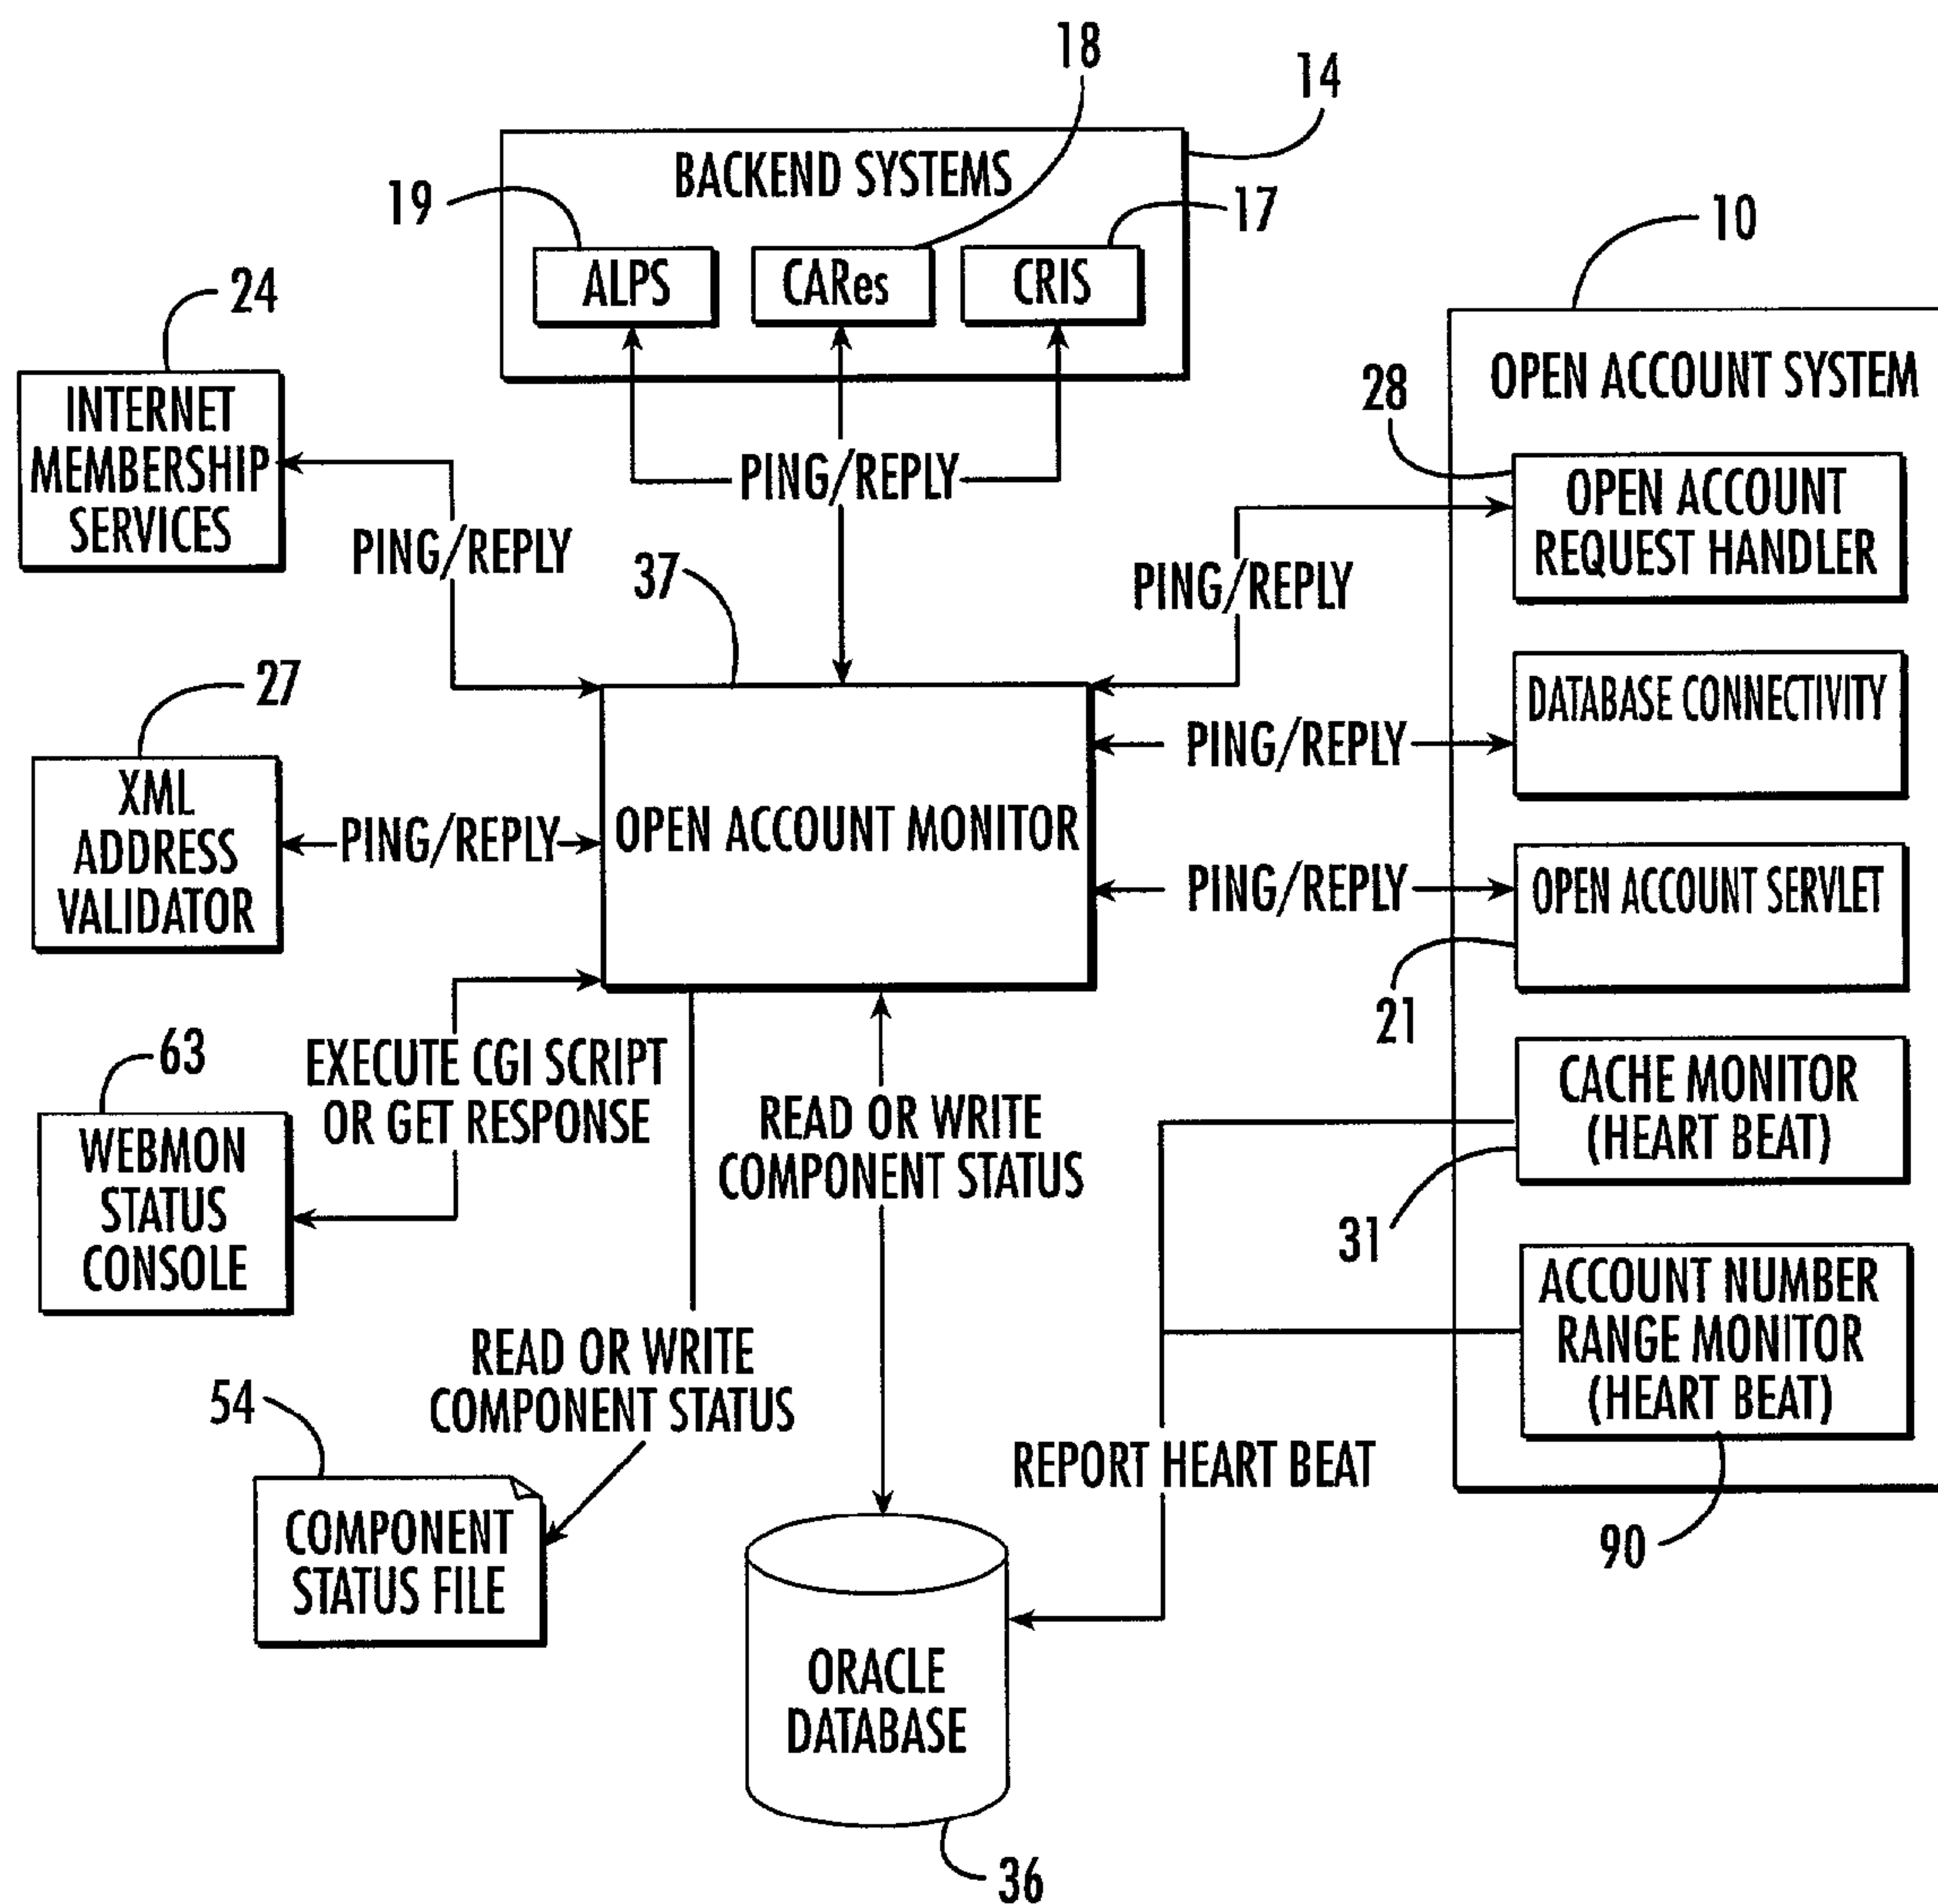 18
14
BACKEND SYSTEMS
19
17
ALPS
CARes
CRIS
10
24
INTERNET
MEMBERSHIP
SERVICES
OPEN ACCOUNT SYSTEM
28
PING/REPLY
OPEN ACCOUNT
REQUEST HANDLER
PING/REPLY
37
PING/REPLY
27
DATABASE CONNECTIVITY
PING/REPLY
XML
ADDRESS
VALIDATOR
PING/REPLY
OPEN ACCOUNT MONITOR
PING/REPLY
OPEN ACCOUNT SERVLET
21
63
EXECUTE CGI SCRIPT
OR GET RESPONSE
WEBMON
STATUS
CONSOLE
READ OR WRITE
COMPONENT STATUS
CACHE MONITOR
(HEART BEAT)
31
ACCOUNT NUMBER
RANGE MONITOR
(HEART BEAT)
READ OR WRITE
COMPONENT STATUS
54
REPORT HEART BEAT
90
COMPONENT
STATUS FILE
ORACLE
DATABASE
36